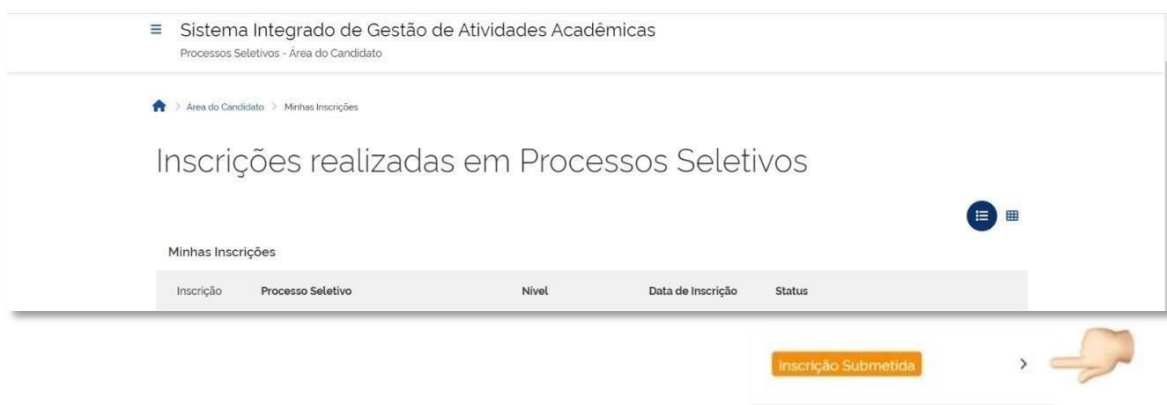 Sistema Integrado de Gestão de Atividades Acadêmicas
Processos Seletivos - Área do Candidato
Área do Candidato > Minhas Inscrições
Inscrições realizadas em Processos Seletivos
Minhas Inscrições
Inscrição Processo Seletivo Nível Data de Inscrição Status
Inscrição Submetida